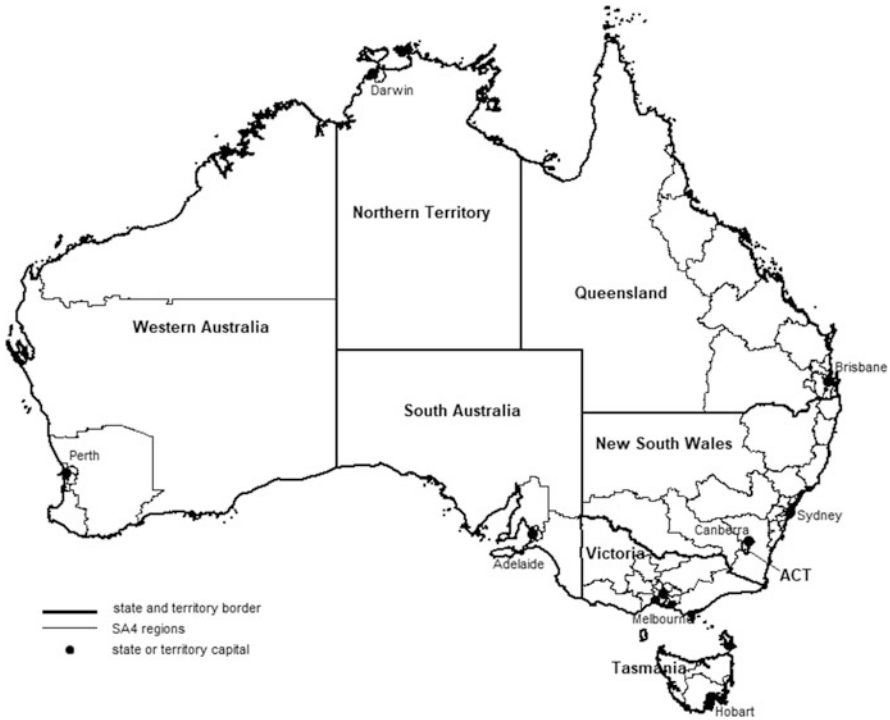 Darwin
Northern Territory
Queensland
Western Australia
Brisbane
South Australia
New South Wales
Perth
Sydney
Canberra
Adelaide
Victoria
ACT
Melbourne
Tasmania
Hobart
state and territory border
SA4 regions
state or territory capital